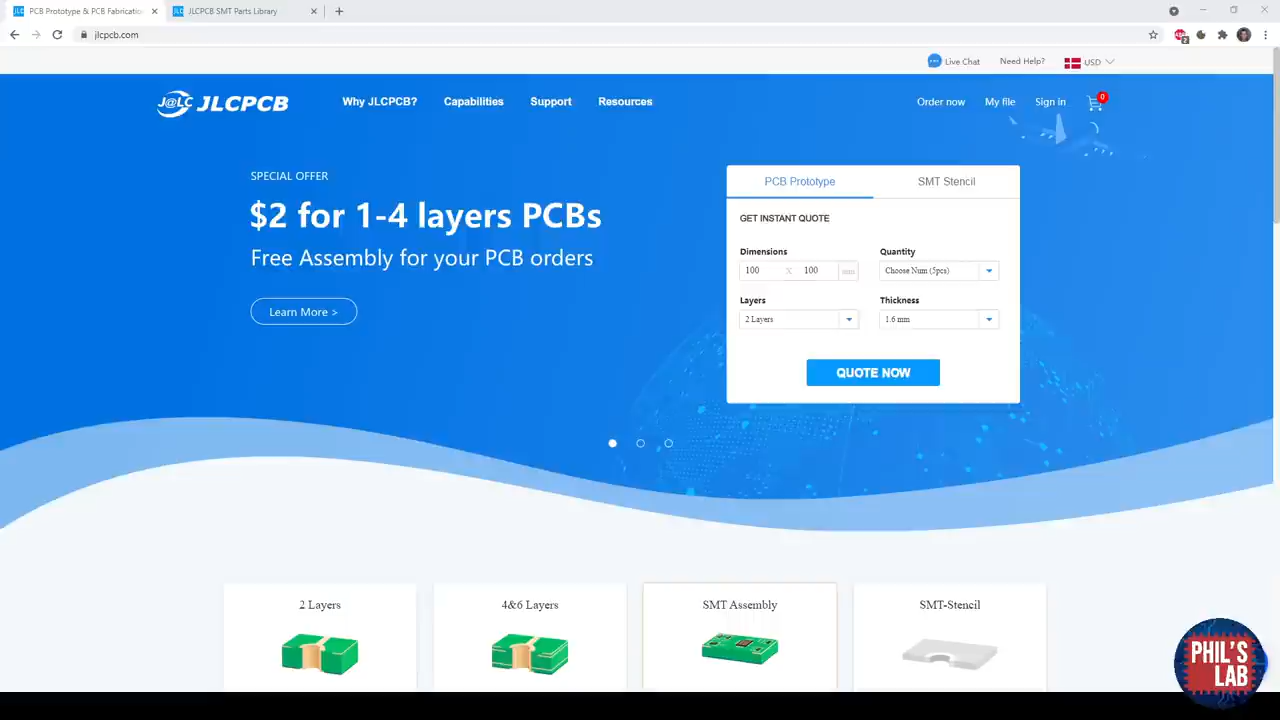 PCB Prototype & PCB Fabricatio
JLCPCB SMT Parts Library
jlcpcb.com
2
Live Chat
Need Help?
USD
J@LC JLCPCB
Why JLCPCB?
Capabilities
Support
Resources
Order now
My file
Sign in
0
SPECIAL OFFER
$2 for 1-4 layers PCBs
Free Assembly for your PCB orders
Learn More >
PCB Prototype
SMT Stencil
GET INSTANT QUOTE
Dimensions
Quantity
100 X 100 mm
Choose Num (5pcs)
Layers
Thickness
2 Layers
1.6 mm
QUOTE NOW
2 Layers
4&6 Layers
SMT Assembly
SMT-Stencil
PHIL'S
LAB